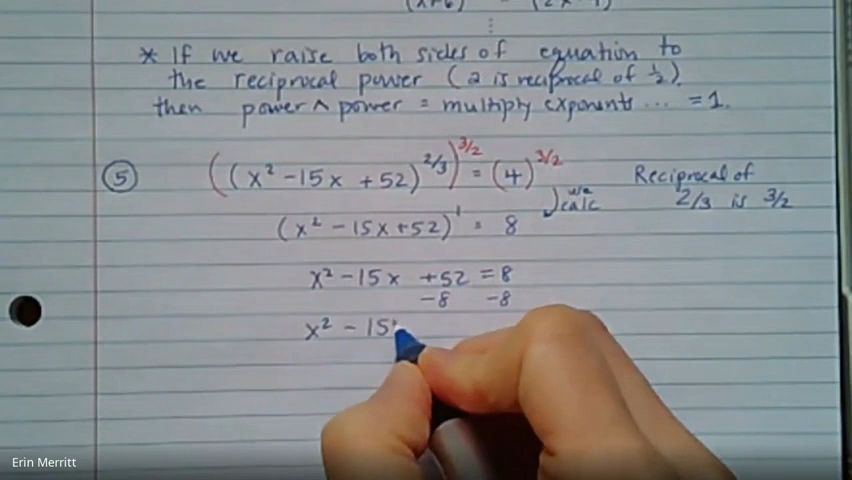 * If we raise both sides of equation to
the reciprocal power (2 is reciprocal of 1/2),
then power ^ power = multiply exponents ... = 1.
⑤ ((x² - 15x + 52)^2/3)^3/2 = (4)^3/2
Reciprocal of
2/3 is 3/2
we
calc
(x² - 15x + 52)^1 = 8
x² - 15x + 52 = 8
-8 -8
x² - 15
Erin Merritt